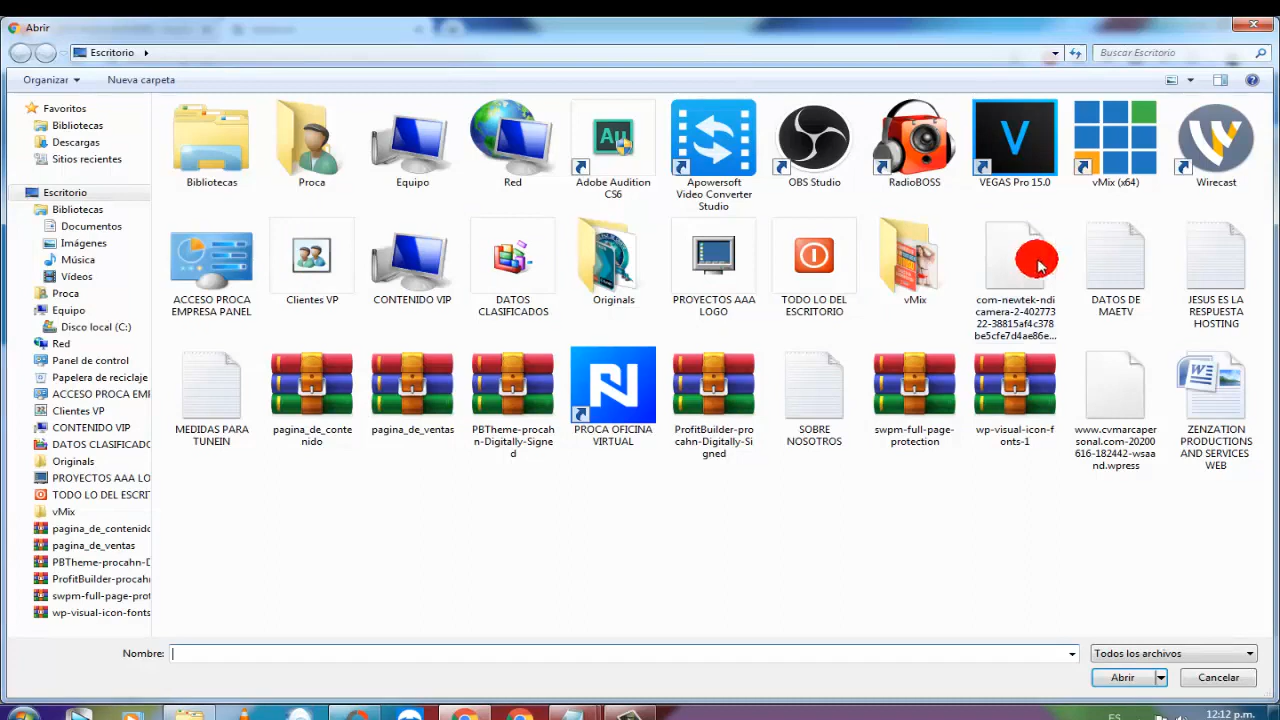 Abrir
Escritorio
Buscar Escritorio
Organizar
Nueva carpeta
Favoritos
Bibliotecas
Descargas
Sitios recientes
Escritorio
Bibliotecas
Documentos
Imágenes
Música
Vídeos
Proca
Equipo
Disco local (C:)
Red
Panel de control
Papelera de reciclaje
ACCESO PROCA EMP
Clientes VP
CONTENIDO VIP
DATOS CLASIFICADO
Originals
PROYECTOS AAA LO
TODO LO DEL ESCRIT
vMix
pagina_de_contenido
pagina_de_ventas
PBTheme-procahn-D
ProfitBuilder-procahn
swpm-full-page-prot
wp-visual-icon-fonts
Bibliotecas
Proca
Equipo
Red
Au
Adobe Audition
CS6
Apowersoft
Video Converter
Studio
OBS Studio
RadioBOSS
V
VEGAS Pro 15.0
vMix (x64)
Wirecast
ACCESO PROCA
EMPRESA PANEL
Clientes VP
CONTENIDO VIP
DATOS
CLASIFICADOS
Originals
PROYECTOS AAA
LOGO
TODO LO DEL
ESCRITORIO
vMix
com-newtek-ndi
camera-2-402773
22-38815af4c378
be5cfe7d4ae86e...
DATOS DE
MAETV
JESUS ES LA
RESPUESTA
HOSTING
MEDIDAS PARA
TUNEIN
pagina_de_conte
nido
pagina_de_ventas
PBTheme-procah
n-Digitally-Signe
d
PROCA OFICINA
VIRTUAL
ProfitBuilder-pro
cahn-Digitally-Si
gned
SOBRE
NOSOTROS
swpm-full-page-
protection
wp-visual-icon-f
onts-1
www.cvmarcaper
sonal.com-20200
616-182442-wsaa
nd.wpress
ZENZATION
PRODUCTIONS
AND SERVICES
WEB
Nombre:
Todos los archivos
Abrir
Cancelar
ES
12:12 p.m.